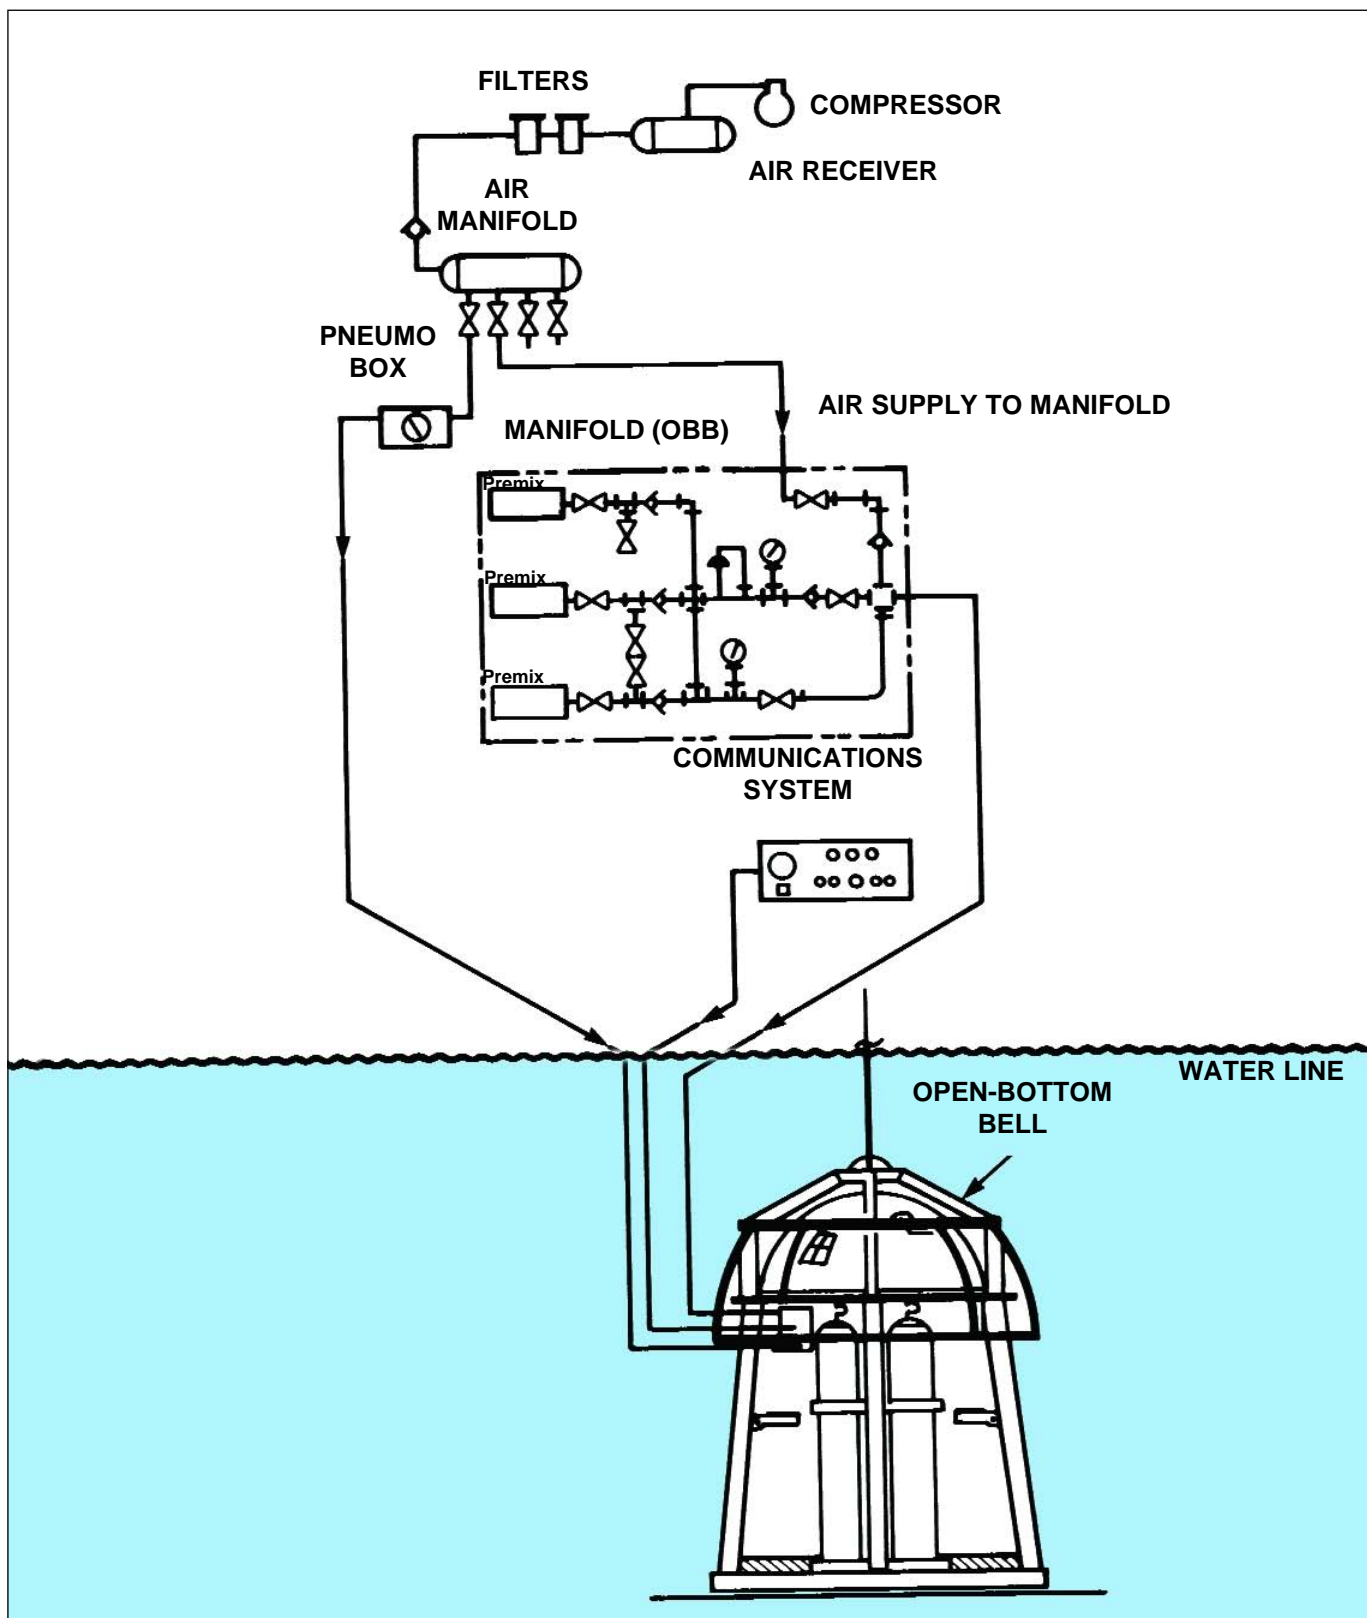 FILTERS
COMPRESSOR
AIR RECEIVER
AIR
MANIFOLD
PNEUMO
BOX
AIR SUPPLY TO MANIFOLD
MANIFOLD (OBB)
Premix
Premix
Premix
COMMUNICATIONS
SYSTEM
WATER LINE
OPEN-BOTTOM
BELL